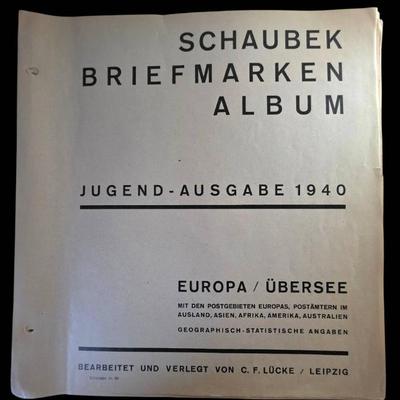 SCHAUBEK
BRIEFMARKEN
ALBUM
JUGEND-AUSGABE 1940
EUROPA / ÜBERSEE
MIT DEN POSTGEBIETEN EUROPAS, POSTÄMTERN IM
AUSLAND, ASIEN, AFRIKA, AMERIKA, AUSTRALIEN
GEOGRAPHISCH-STATISTISCHE ANGABEN
BEARBEITET UND VERLEGT VON C. F. LÜCKE / LEIPZIG